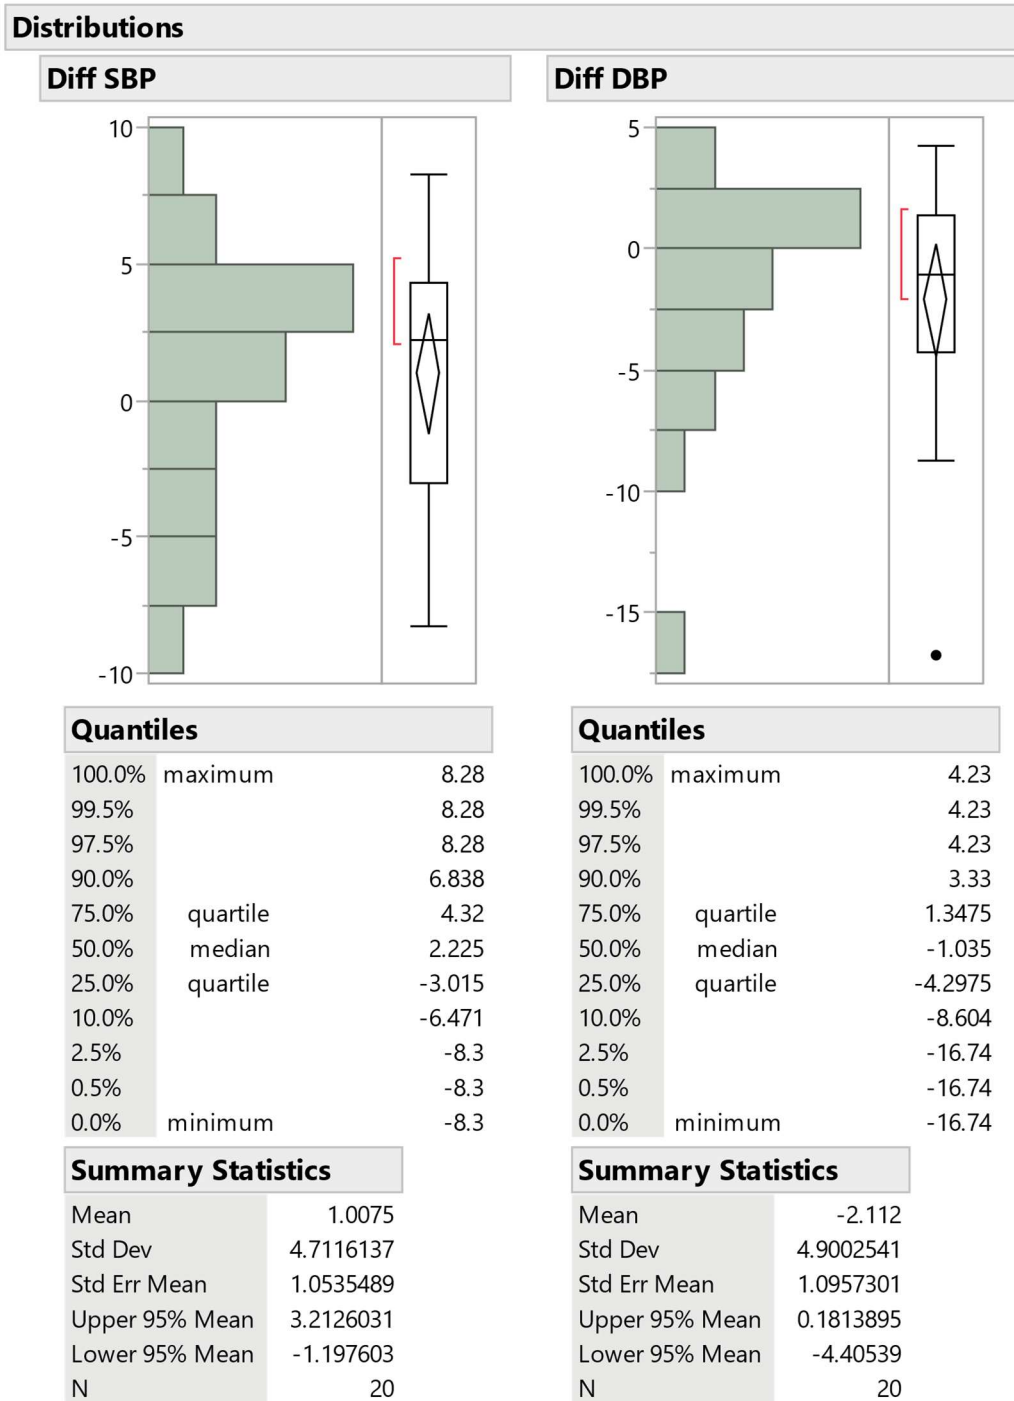 Distributions
Diff SBP
10
5
0
-5
-10
Quantiles
100.0% maximum 8.28
99.5% 8.28
97.5% 8.28
90.0% 6.838
75.0% quartile 4.32
50.0% median 2.225
25.0% quartile -3.015
10.0% -6.471
2.5% -8.3
0.5% -8.3
0.0% minimum -8.3
Summary Statistics
Mean 1.0075
Std Dev 4.7116137
Std Err Mean 1.0535489
Upper 95% Mean 3.2126031
Lower 95% Mean -1.197603
N 20
Diff DBP
5
0
-5
-10
-15
Quantiles
100.0% maximum 4.23
99.5% 4.23
97.5% 4.23
90.0% 3.33
75.0% quartile 1.3475
50.0% median -1.035
25.0% quartile -4.2975
10.0% -8.604
2.5% -16.74
0.5% -16.74
0.0% minimum -16.74
Summary Statistics
Mean -2.112
Std Dev 4.9002541
Std Err Mean 1.0957301
Upper 95% Mean 0.1813895
Lower 95% Mean -4.40539
N 20